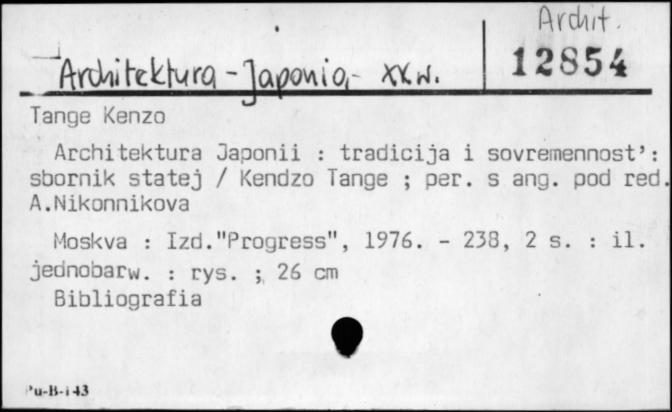 Archit.
Architektura - Japonia, - XX w.
12854
Tange Kenzo
Architektura Japonii : tradicija i sovremennost':
sbornik statej / Kendzo Tange ; per. s ang. pod red.
A.Nikonnikova
Moskva : Izd."Progress", 1976. - 238, 2 s. : il.
jednobarw. : rys. ; 26 cm
Bibliografia
Pu-B-143